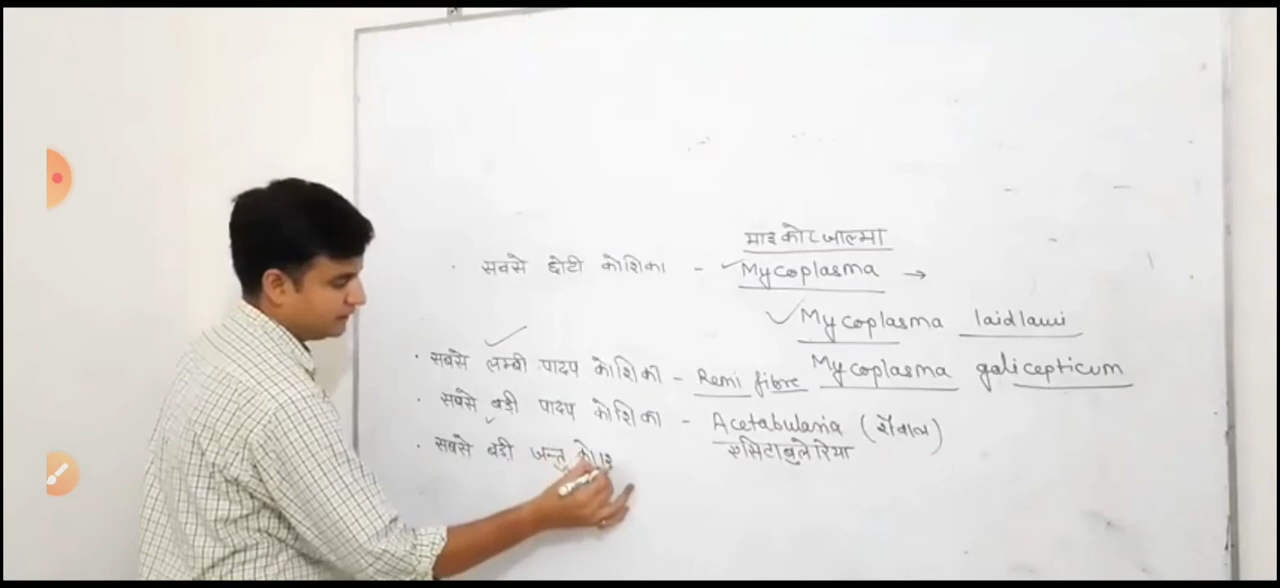 माइकोप्लाज्मा
· सबसे छोटी कोशिका - ✓Mycoplasma →
✓Mycoplasma laidlawi
Mycoplasma galicepticum
· सबसे लम्बी पादप कोशिका - Remi fibre
· सबसे बडी पादप कोशिका - Acetabularia (शैवाल)
एसिटाबुलेरिया
· सबसे बडी जन्तु